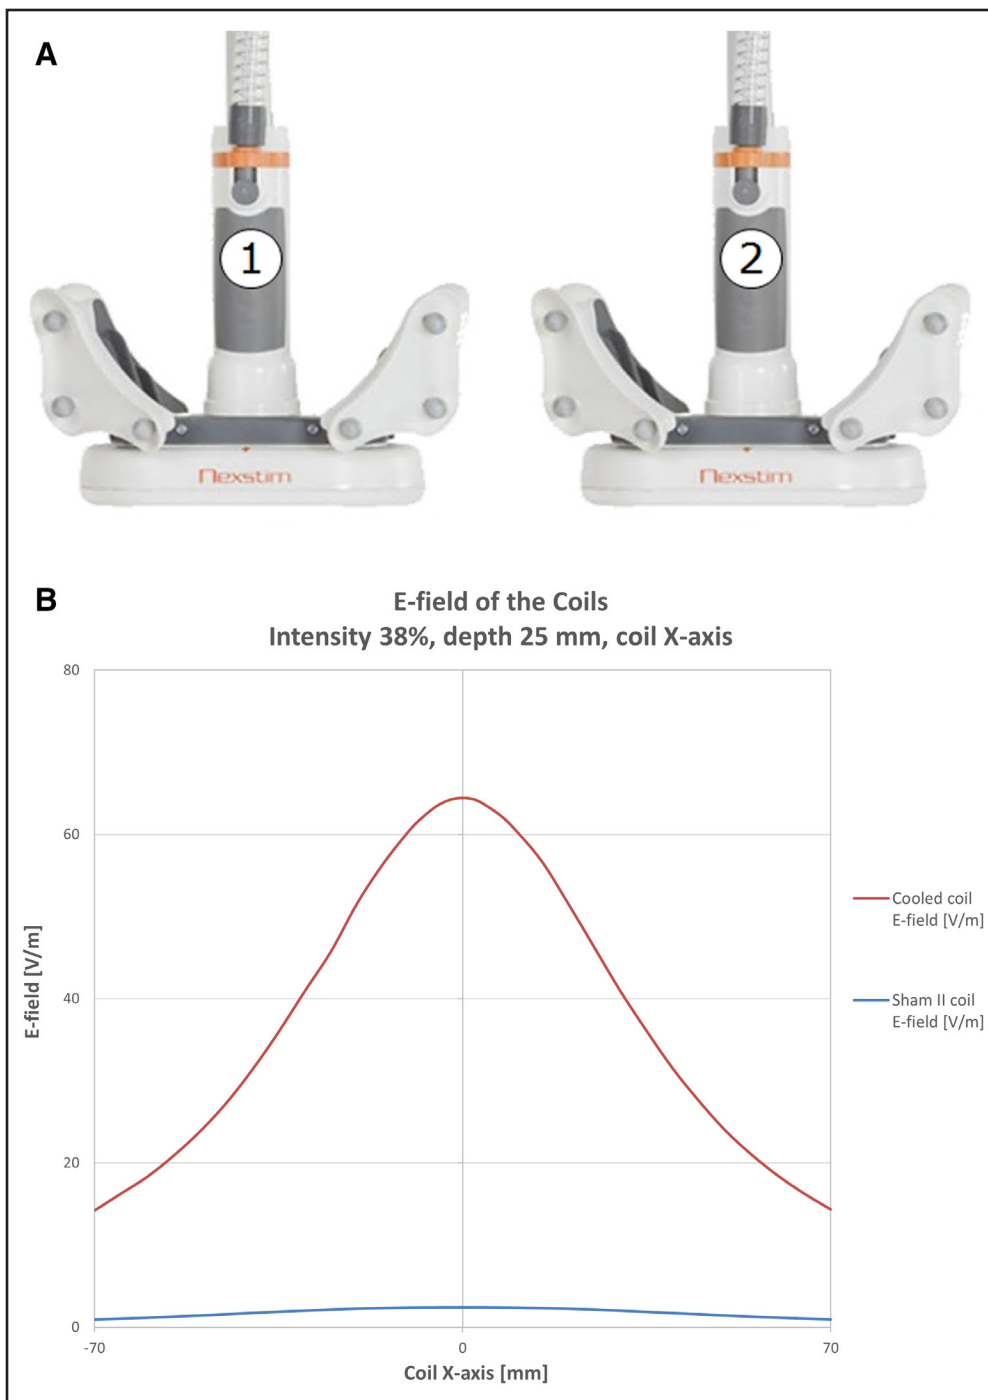 A
1
2
nexstim
nexstim
B
E-field of the Coils
Intensity 38%, depth 25 mm, coil X-axis
80
60
40
20
0
E-field [V/m]
-70
0
70
Coil X-axis [mm]
Cooled coil
E-field [V/m]
Sham II coil
E-field [V/m]